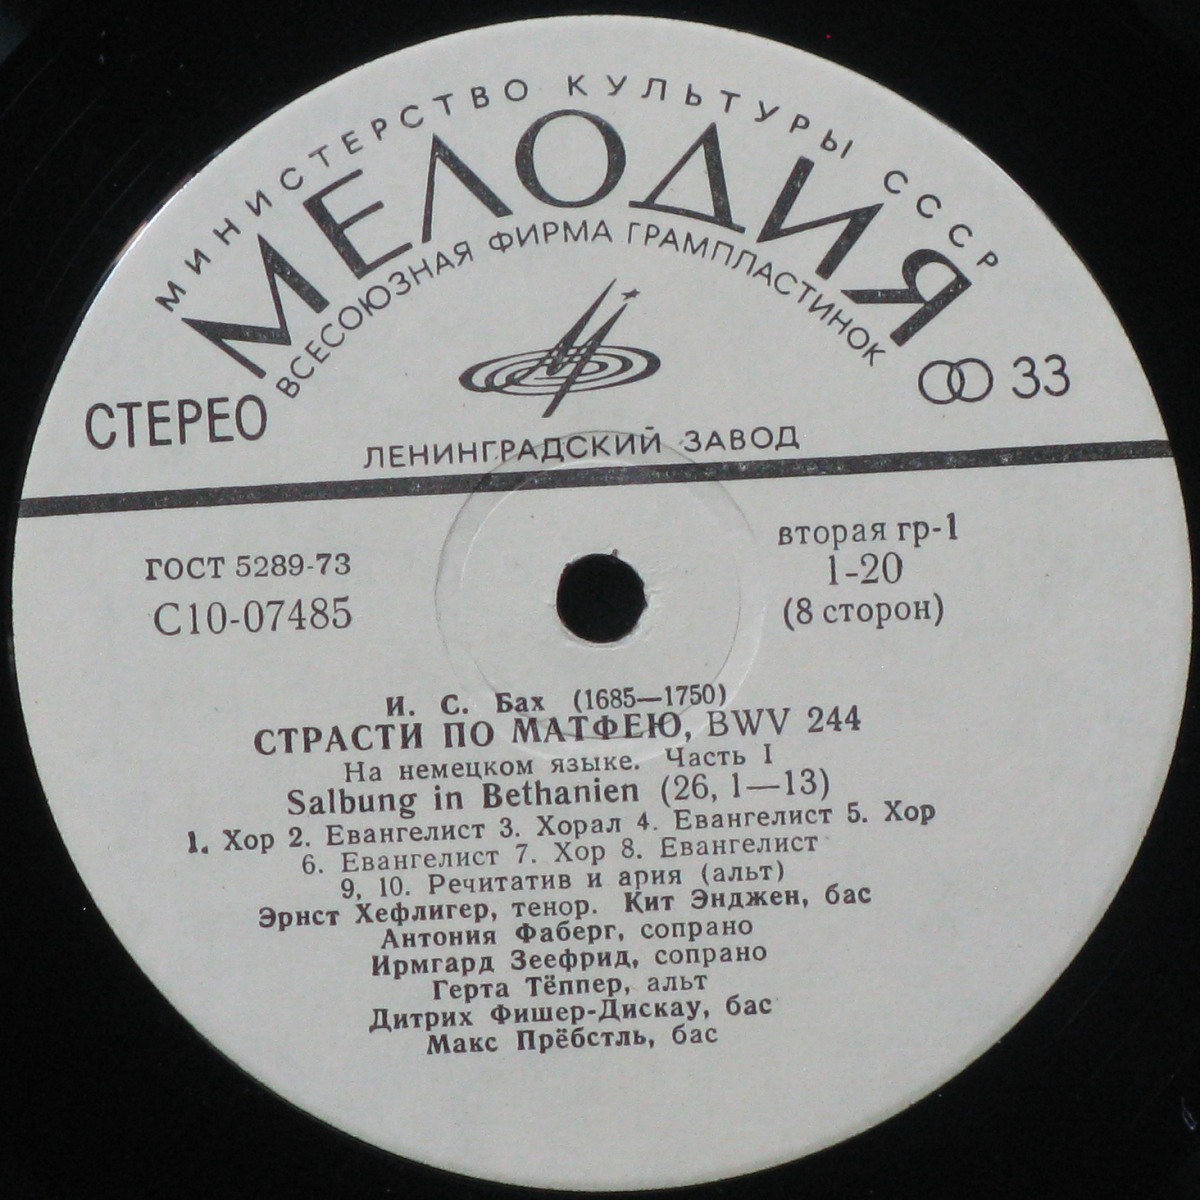 МИНИСТЕРСТВО КУЛЬТУРЫ СССР
МЕЛОДИЯ
ВСЕСОЮЗНАЯ ФИРМА ГРАМПЛАСТИНОК
СТЕРЕО
33
ЛЕНИНГРАДСКИЙ ЗАВОД
ГОСТ 5289-73
С10-07485
вторая гр-1
1-20
(8 сторон)
И. С. Бах (1685—1750)
СТРАСТИ ПО МАТФЕЮ, BWV 244
На немецком языке. Часть I
Salbung in Bethanien (26, 1—13)
1. Хор 2. Евангелист 3. Хорал 4. Евангелист 5. Хор
6. Евангелист 7. Хор 8. Евангелист
9, 10. Речитатив и ария (альт)
Эрнст Хефлигер, тенор. Кит Энджен, бас
Антония Фаберг, сопрано
Ирмгард Зеефрид, сопрано
Герта Тёппер, альт
Дитрих Фишер-Дискау, бас
Макс Прёбстль, бас